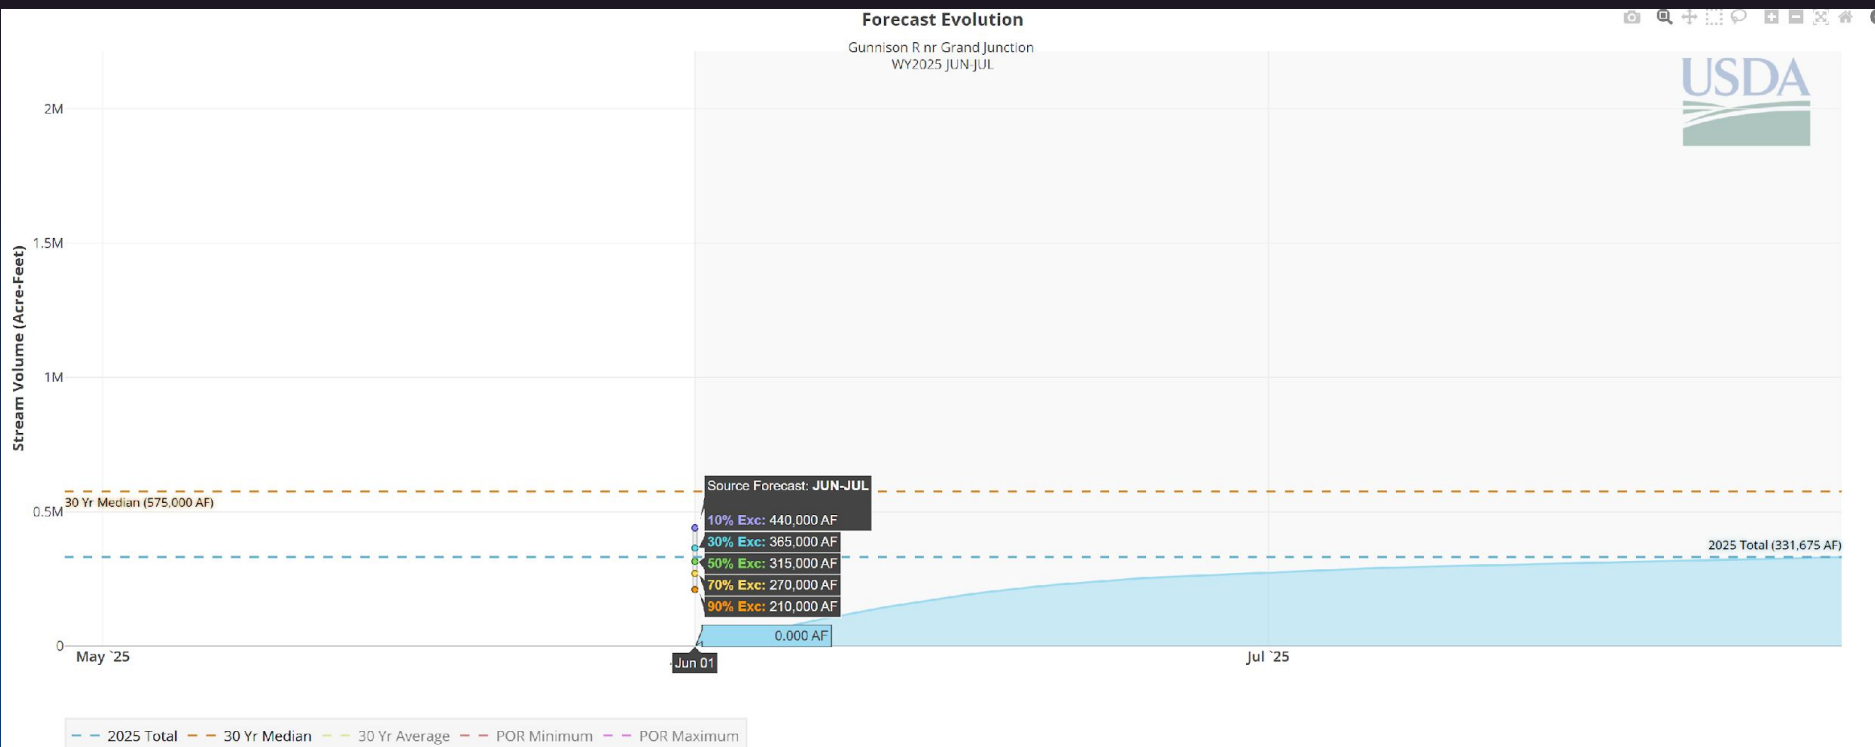 Forecast Evolution
Gunnison R nr Grand Junction
WY2025 JUN-JUL
USDA
Stream Volume (Acre-Feet)
2M
1.5M
1M
0.5M
0
30 Yr Median (575,000 AF)
Source Forecast: JUN-JUL
10% Exc: 440,000 AF
30% Exc: 365,000 AF
50% Exc: 315,000 AF
70% Exc: 270,000 AF
90% Exc: 210,000 AF
0.000 AF
2025 Total (331,675 AF)
May `25
Jun 01
Jul `25
2025 Total 30 Yr Median 30 Yr Average POR Minimum POR Maximum